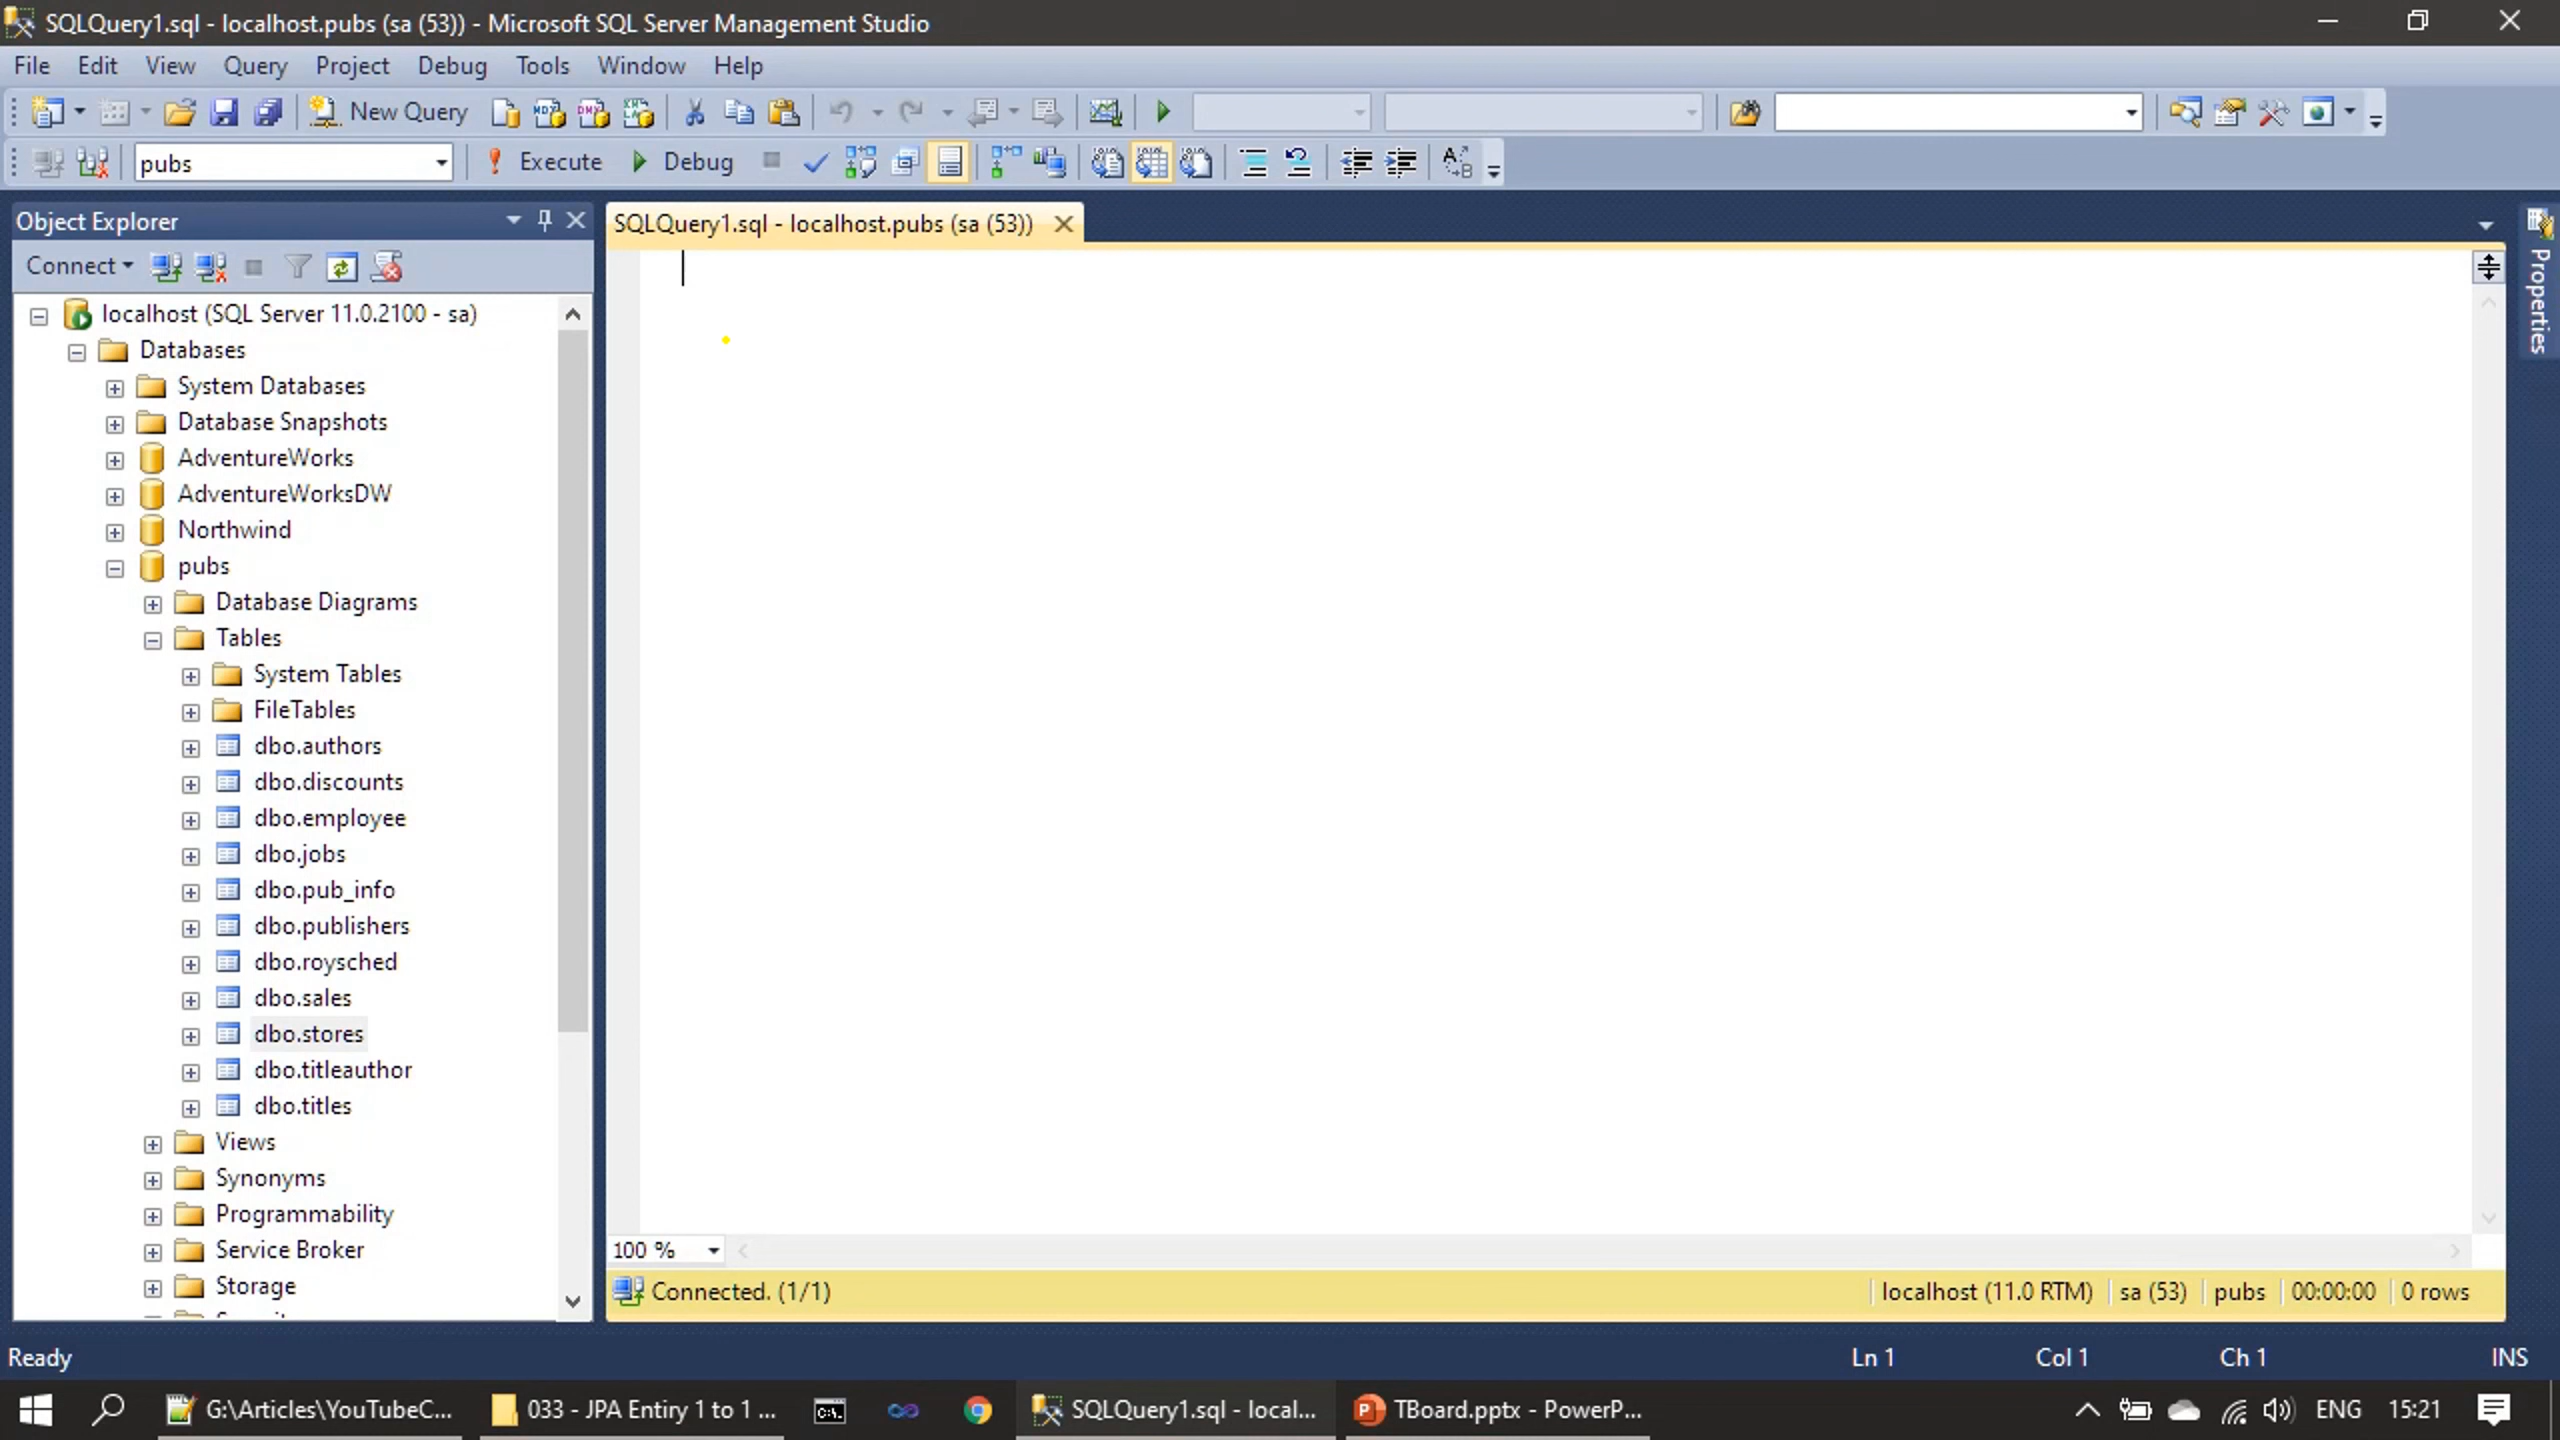 SQLQuery1.sql - localhost.pubs (sa (53)) - Microsoft SQL Server Management Studio
File Edit View Query Project Debug Tools Window Help
New Query
pubs Execute Debug
Object Explorer
SQLQuery1.sql - localhost.pubs (sa (53))
Properties
Connect
localhost (SQL Server 11.0.2100 - sa)
Databases
System Databases
Database Snapshots
AdventureWorks
AdventureWorksDW
Northwind
pubs
Database Diagrams
Tables
System Tables
FileTables
dbo.authors
dbo.discounts
dbo.employee
dbo.jobs
dbo.pub_info
dbo.publishers
dbo.roysched
dbo.sales
dbo.stores
dbo.titleauthor
dbo.titles
Views
Synonyms
Programmability
Service Broker
Storage
100 %
Connected. (1/1) localhost (11.0 RTM) sa (53) pubs 00:00:00 0 rows
Ready Ln 1 Col 1 Ch 1 INS
G:\Articles\YouTubeC... 033 - JPA Entiry 1 to 1 ... SQLQuery1.sql - local... TBoard.pptx - PowerP... ENG 15:21